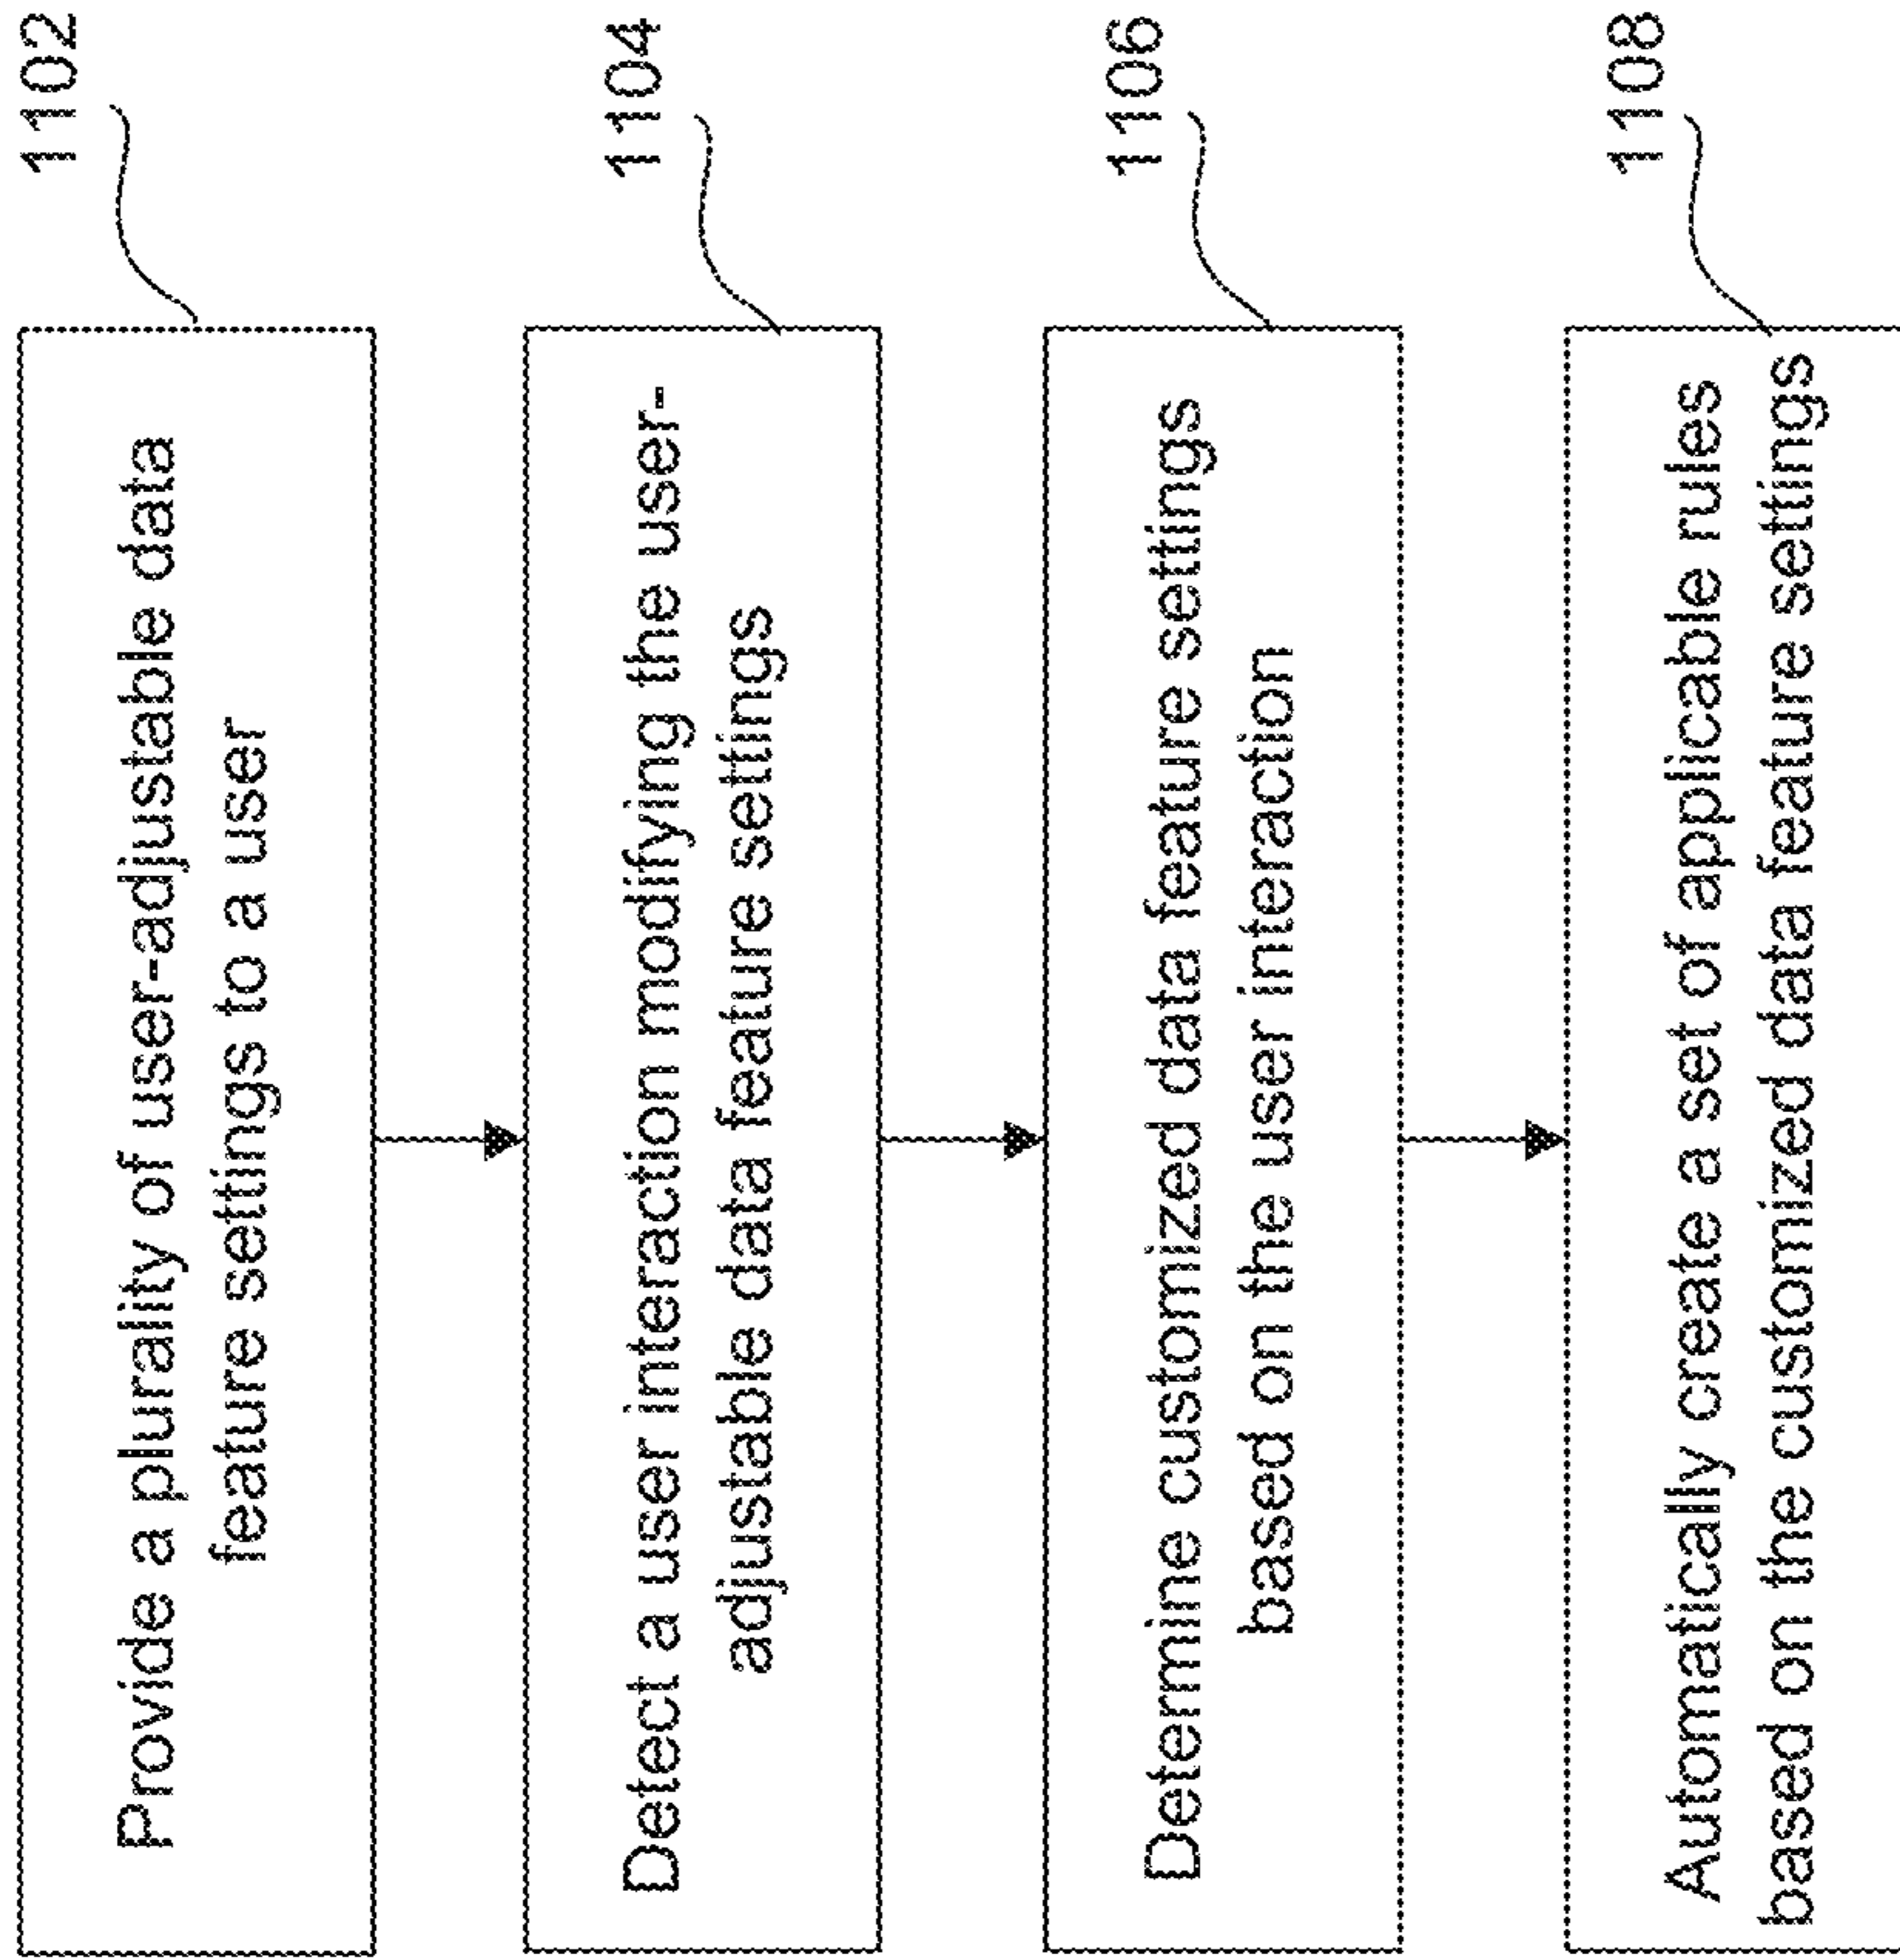 1102
Provide a plurality of user-adjustable data
feature settings to a user
1104
Detect a user interaction modifying the user-
adjustable data feature settings
1106
Determine customized data feature settings
based on the user interaction
1108
Automatically create a set of applicable rules
based on the customized data feature settings